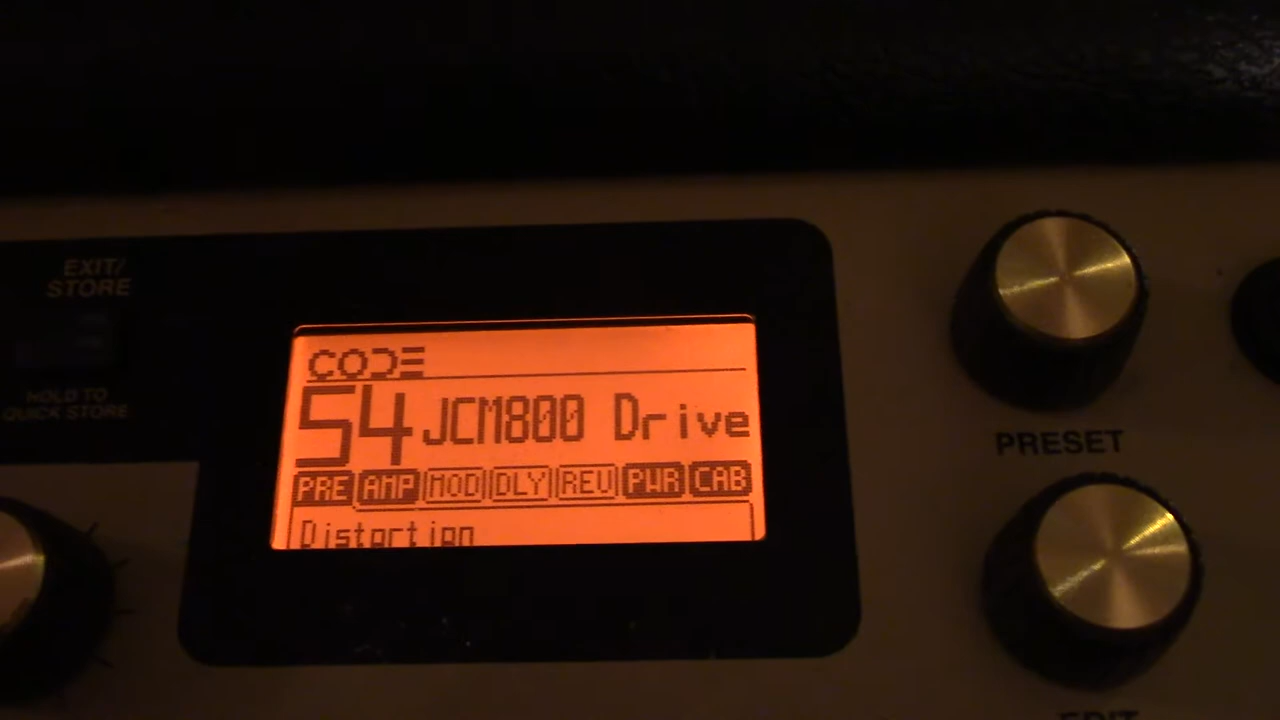 EXIT/
STORE
HOLD TO
QUICK STORE
CODE
54 JCM800 Drive
PRE AMP MOD DLY REV PWR CAB
Distortion
PRESET
EDIT